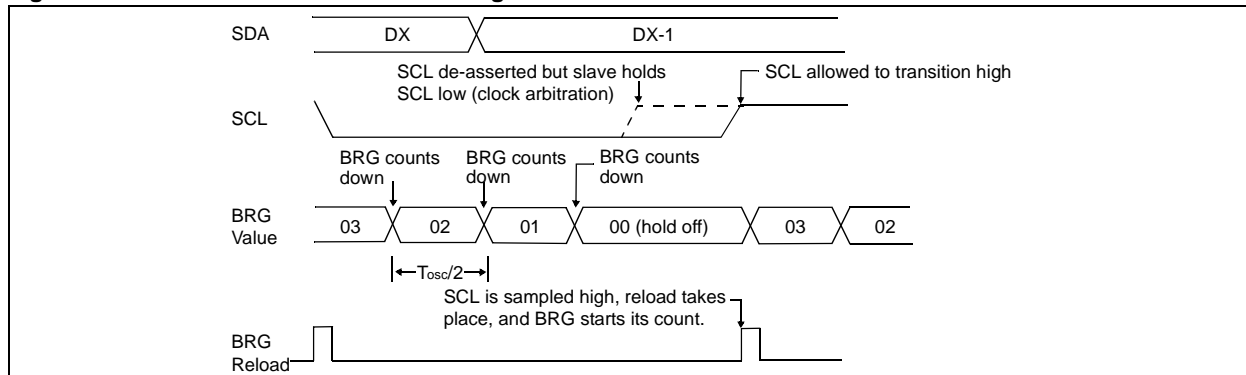 SDA DX DX-1
SCL de-asserted but slave holds
SCL low (clock arbitration)
SCL allowed to transition high
SCL
BRG counts
down
BRG counts
down
BRG counts
down
BRG
Value
03 02 01 00 (hold off) 03 02
Tosc/2
SCL is sampled high, reload takes
place, and BRG starts its count.
BRG
Reload